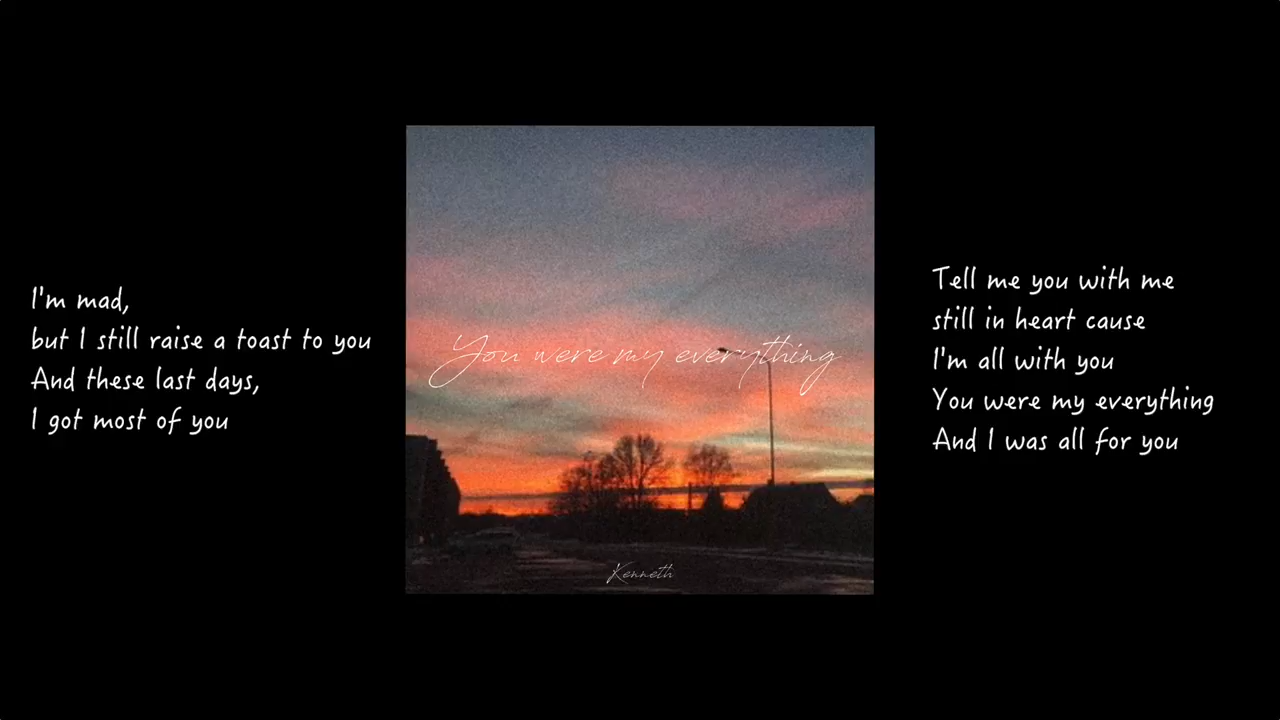 I'm mad,
but I still raise a toast to you
And these last days,
I got most of you
You were my everything
Kenneth
Tell me you with me
still in heart cause
I'm all with you
You were my everything
And I was all for you